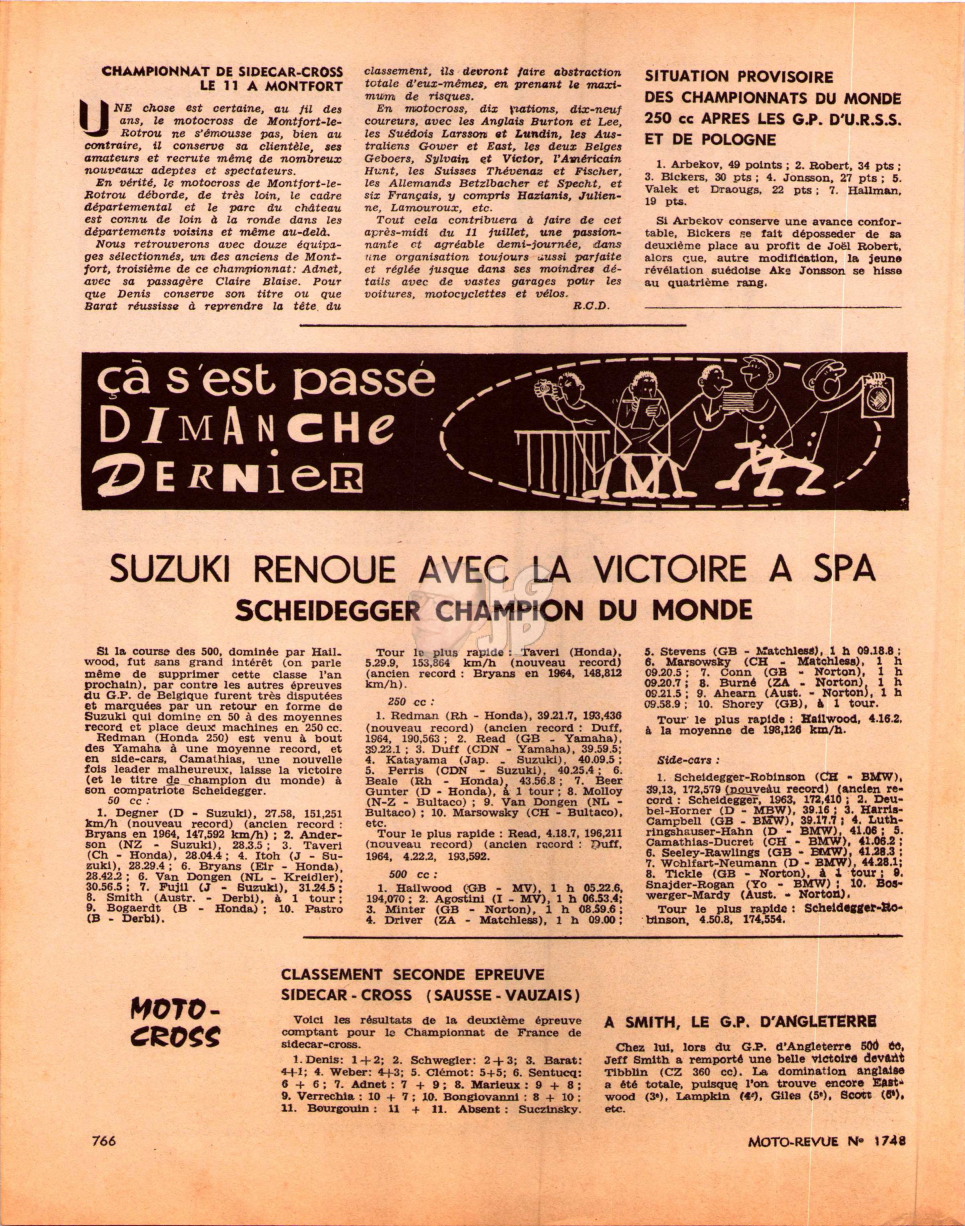 CHAMPIONNAT DE SIDECAR-CROSS
LE 11 A MONTFORT
UNE chose est certaine, au fil des
ans, le motocross de Montfort-le-
Rotrou ne s'émousse pas, bien au
contraire, il conserve sa clientèle, ses
amateurs et recrute même de nombreux
nouveaux adeptes et spectateurs.
En vérité, le motocross de Montfort-le-
Rotrou déborde, de très loin, le cadre
départemental et le parc du château
est connu de loin à la ronde dans les
départements voisins et même au-delà.
Nous retrouverons avec douze équipa-
ges sélectionnés, un des anciens de Mont-
fort, troisième de ce championnat: Adnet,
avec sa passagère Claire Blaise. Pour
que Denis conserve son titre ou que
Barat réussisse à reprendre la tête du
classement, ils devront faire abstraction
totale d'eux-mêmes, en prenant le maxi-
mum de risques.
En motocross, dix nations, dix-neuf
coureurs, avec les Anglais Burton et Lee,
les Suédois Larsson et Lundin, les Aus-
traliens Gower et East, les deux Belges
Geboers, Sylvain et Victor, l'Américain
Hunt, les Suisses Thévenaz et Fischer,
les Allemands Betzlbacher et Specht, et
six Français, y compris Hazianis, Julien-
ne, Lamouroux, etc.
Tout cela contribuera à faire de cet
après-midi du 11 juillet, une passion-
nante et agréable demi-journée, dans
une organisation toujours aussi parfaite
et réglée jusque dans ses moindres dé-
tails avec de vastes garages pour les
voitures, motocyclettes et vélos.
R.C.D.
SITUATION PROVISOIRE
DES CHAMPIONNATS DU MONDE
250 cc APRES LES G.P. D'U.R.S.S.
ET DE POLOGNE
1. Arbekov, 49 points ; 2. Robert, 34 pts ;
3. Bickers, 30 pts ; 4. Jonsson, 27 pts ; 5.
Valek et Draougs, 22 pts ; 7. Hallman,
19 pts.
Si Arbekov conserve une avance confor-
table, Bickers se fait déposseder de sa
deuxième place au profit de Joël Robert,
alors que, autre modification, la jeune
révélation suédoise Ake Jonsson se hisse
au quatrième rang.
çà s'est passé
DIMANCHE
DERNIER
SUZUKI RENOUE AVEC LA VICTOIRE A SPA
SCHEIDEGGER CHAMPION DU MONDE
Si la course des 500, dominée par Hail-
wood, fut sans grand intérêt (on parle
même de supprimer cette classe l'an
prochain), par contre les autres épreuves
du G.P. de Belgique furent très disputées
et marquées par un retour en forme de
Suzuki qui domine en 50 à des moyennes
record et place deux machines en 250 cc.
Redman (Honda 250) est venu à bout
des Yamaha à une moyenne record, et
en side-cars, Camathias, une nouvelle
fois leader malheureux, laisse la victoire
(et le titre de champion du monde) à
son compatriote Scheidegger.
50 cc :
1. Degner (D - Suzuki), 27.58, 151,251
km/h (nouveau record) (ancien record :
Bryans en 1964, 147,592 km/h) ; 2. Ander-
son (NZ - Suzuki), 28.3.5 ; 3. Taveri
(Ch - Honda), 28.04.4 ; 4. Itoh (J - Su-
zuki), 28.29.4 ; 6. Bryans (Eir - Honda),
28.42.2 ; 6. Van Dongen (NL - Kreidler),
30.56.5 ; 7. Fujii (J - Suzuki), 31.24.5 ;
8. Smith (Austr. - Derbi), à 1 tour ;
9. Bogaerdt (B - Honda) ; 10. Pastro
(B - Derbi).
Tour le plus rapide : Taveri (Honda),
5.29.9, 153,864 km/h (nouveau record)
(ancien record : Bryans en 1964, 148,812
km/h).
250 cc :
1. Redman (Rh - Honda), 39.21.7, 193,436
(nouveau record) (ancien record : Duff,
1964, 190,563 ; 2. Read (GB - Yamaha),
39.22.1 ; 3. Duff (CDN - Yamaha), 39.59.5;
4. Katayama (Jap. - Suzuki), 40.09.5 ;
5. Perris (CDN - Suzuki), 40.25.4 ; 6.
Beale (Rh - Honda), 43.56.8 ; 7. Beer
Gunter (D - Honda), à 1 tour ; 8. Molloy
(N-Z - Bultaco) ; 9. Van Dongen (NL -
Bultaco) ; 10. Marsowsky (CH - Bultaco),
etc.
Tour le plus rapide : Read, 4.18.7, 196,211
(nouveau record) (ancien record : Duff,
1964, 4.22.2, 193,592.
500 cc :
1. Hailwood (GB - MV), 1 h 05.22.6,
194,070 ; 2. Agostini (I - MV), 1 h 06.53.4;
3. Minter (GB - Norton), 1 h 08.59.6 ;
4. Driver (ZA - Matchless), 1 h 09.00 ;
5. Stevens (GB - Matchless), 1 h 09.18.8 ;
6. Marsowsky (CH - Matchless), 1 h
09.20.5 ; 7. Conn (GB - Norton), 1 h
09.20.7 ; 8. Burné (ZA - Norton), 1 h
09.21.5 ; 9. Ahearn (Aust. - Norton), 1 h
09.58.9 ; 10. Shorey (GB), à 1 tour.
Tour le plus rapide : Hailwood, 4.16.2,
à la moyenne de 198,126 km/h.
Side-cars :
1. Scheidegger-Robinson (CH - BMW),
39,13, 172,579 (nouveau record) (ancien re-
cord : Scheidegger, 1963, 172,410 ; 2. Deu-
bel-Horner (D - MBW), 39.16 ; 3. Harris-
Campbell (GB - BMW), 39.17.7 ; 4. Luth-
ringshauser-Hahn (D - BMW), 41.06 ; 5.
Camathias-Ducret (CH - BMW), 41.06.2 ;
6. Seeley-Rawlings (GB - BMW), 41.28.3 ;
7. Wohlfart-Neumann (D - BMW), 44.28.1;
8. Tickle (GB - Norton), à 1 tour ; 9.
Snajder-Rogan (Yo - BMW) ; 10. Bos-
werger-Mardy (Aust. - Norton).
Tour le plus rapide : Scheidegger-Ro-
binson, 4.50.8, 174,554.
MOTO-
CROSS
CLASSEMENT SECONDE EPREUVE
SIDECAR-CROSS (SAUSSE-VAUZAIS)
Voici les résultats de la deuxième épreuve
comptant pour le Championnat de France de
sidecar-cross.
1. Denis: 1+2; 2. Schwegler: 2+3; 3. Barat:
4+1; 4. Weber: 4+3; 5. Clémot: 5+5; 6. Sentucq:
6 + 6 ; 7. Adnet : 7 + 9 ; 8. Marieux : 9 + 8 ;
9. Verrechia : 10 + 7 ; 10. Bongiovanni : 8 + 10 ;
11. Bourgouin : 11 + 11. Absent : Suczinsky.
A SMITH, LE G.P. D'ANGLETERRE
Chez lui, lors du G.P. d'Angleterre 500 cc,
Jeff Smith a remporté une belle victoire devant
Tibblin (CZ 360 cc). La domination anglaise
a été totale, puisque l'on trouve encore East-
wood (3e), Lampkin (4e), Giles (5e), Scott (6e),
etc.
766
MOTO-REVUE No 1748
LGJB